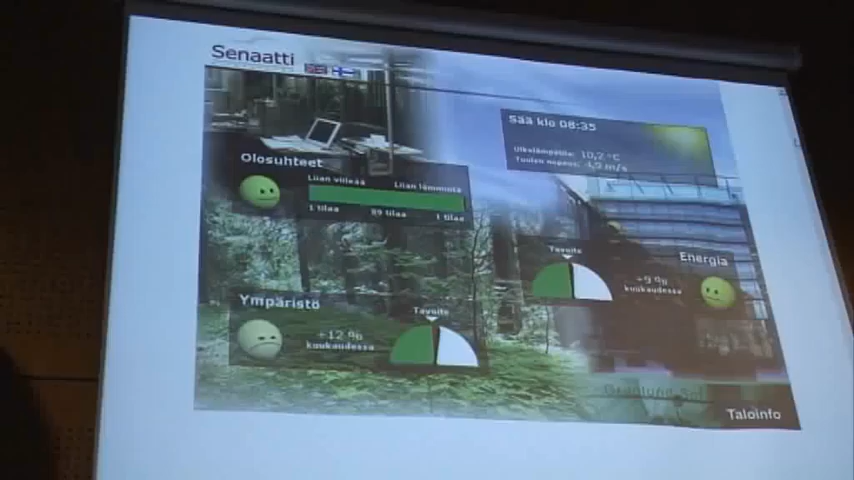 Senaatti
Sää klo 08:35
Ulkolämpötila: 10,2 °C
Tuulen nopeus: 4,9 m/s
Olosuhteet
Liian viileää Liian lämmintä
1 tilaa 89 tilaa 1 tilaa
Tavoite
Energia
+9 %
kuukaudessa
Ympäristö
Tavoite
+12 %
kuukaudessa
Taloinfo